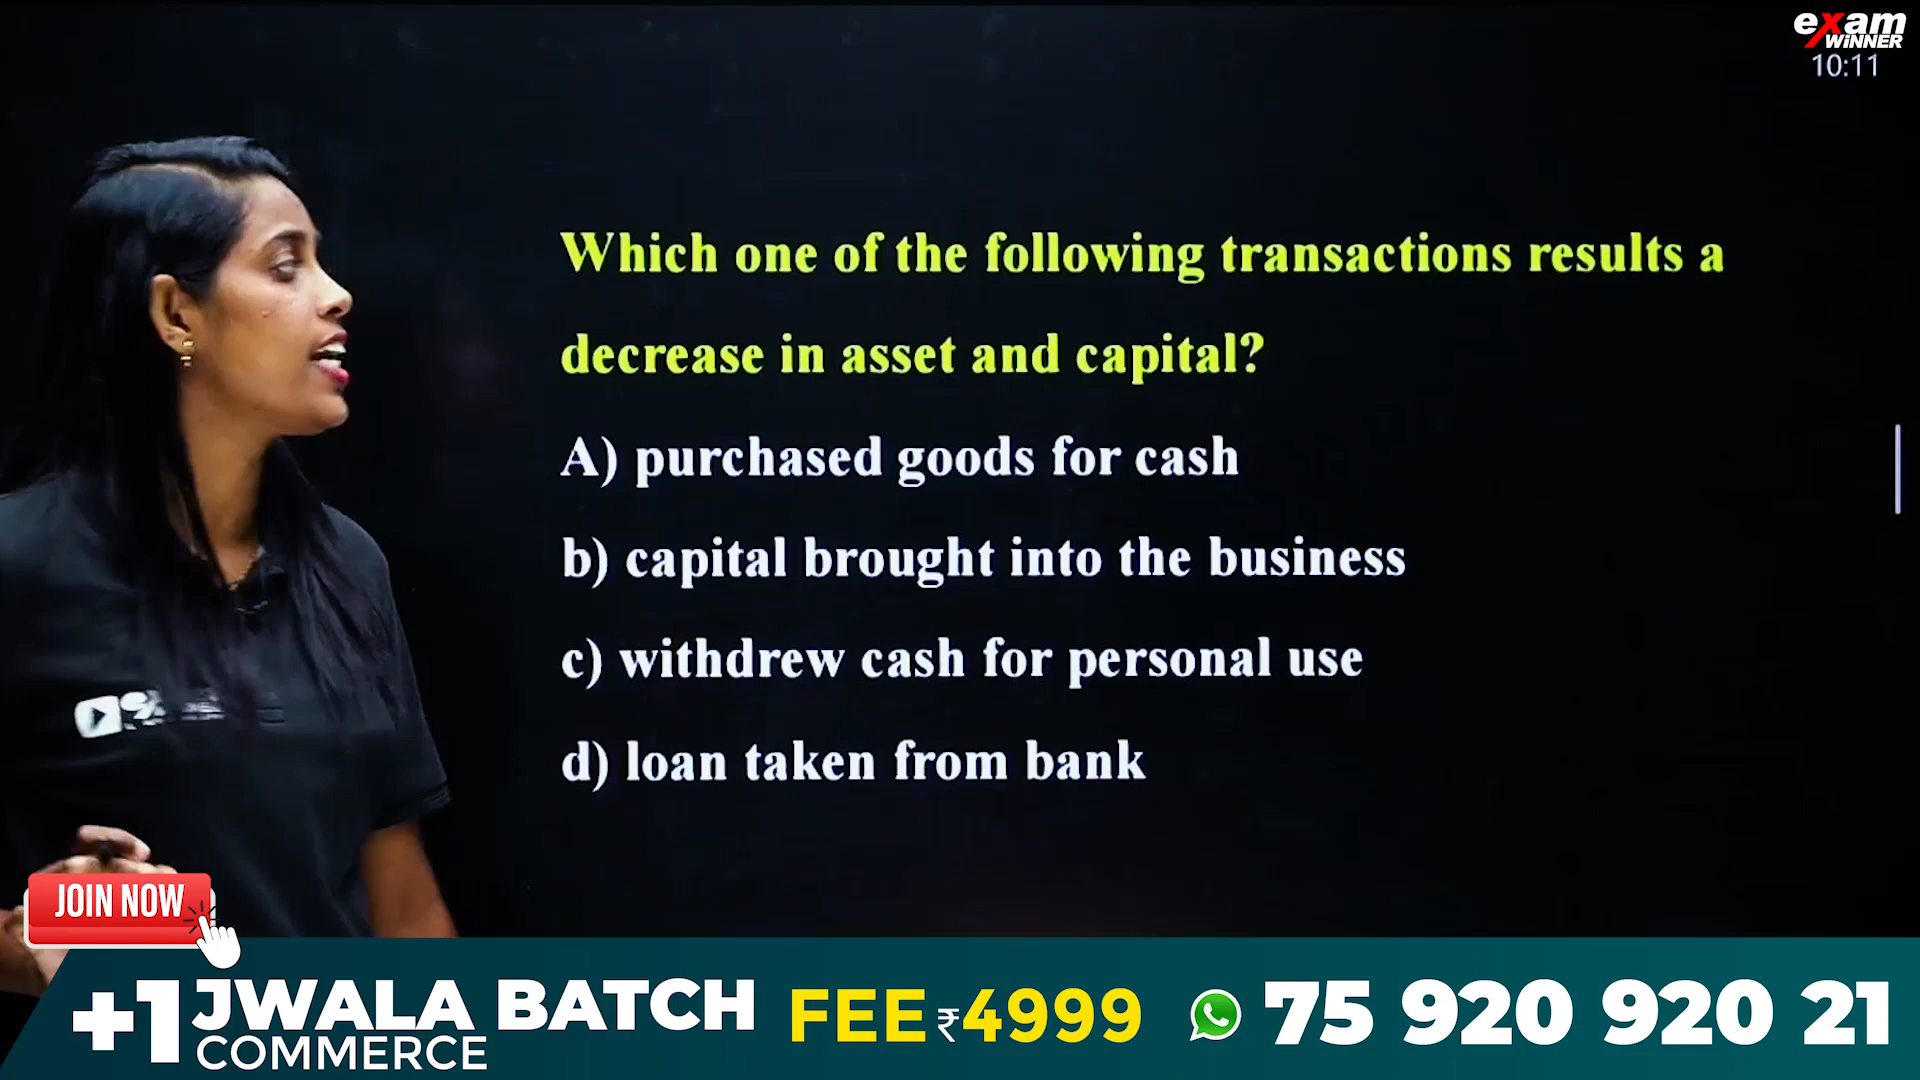 exam
WINNER
10:11
Which one of the following transactions results a
decrease in asset and capital?
A) purchased goods for cash
b) capital brought into the business
c) withdrew cash for personal use
d) loan taken from bank
JOIN NOW
+1 JWALA BATCH
COMMERCE
FEE ₹4999
75 920 920 21